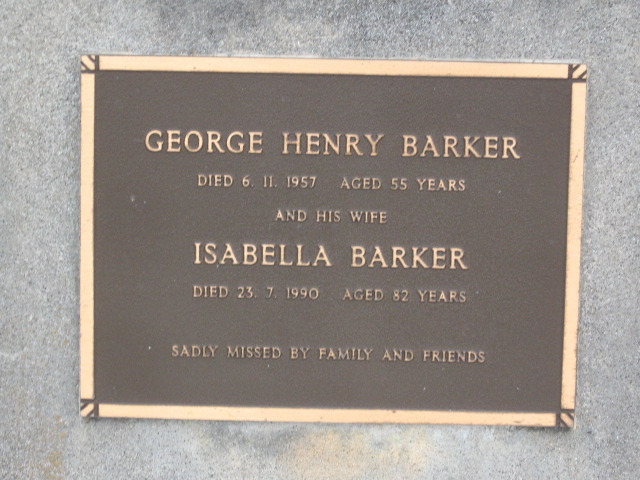 GEORGE HENRY BARKER
DIED 6. 11. 1957 AGED 55 YEARS
AND HIS WIFE
ISABELLA BARKER
DIED 23. 7. 1990 AGED 82 YEARS
SADLY MISSED BY FAMILY AND FRIENDS